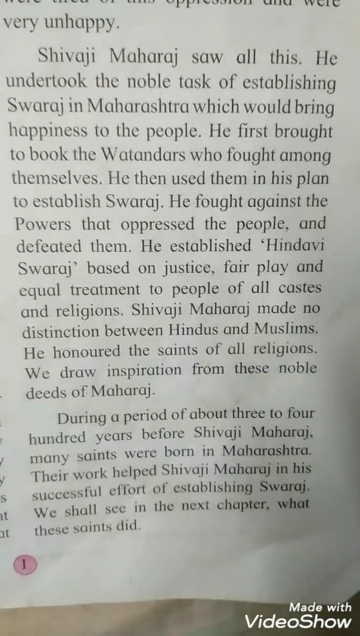 were tired of this oppression and were
very unhappy.
Shivaji Maharaj saw all this. He
undertook the noble task of establishing
Swaraj in Maharashtra which would bring
happiness to the people. He first brought
to book the Watandars who fought among
themselves. He then used them in his plan
to establish Swaraj. He fought against the
Powers that oppressed the people, and
defeated them. He established ‘Hindavi
Swaraj’ based on justice, fair play and
equal treatment to people of all castes
and religions. Shivaji Maharaj made no
distinction between Hindus and Muslims.
He honoured the saints of all religions.
We draw inspiration from these noble
deeds of Maharaj.
During a period of about three to four
hundred years before Shivaji Maharaj,
many saints were born in Maharashtra.
Their work helped Shivaji Maharaj in his
successful effort of establishing Swaraj.
We shall see in the next chapter, what
these saints did.
1
Made with
VideoShow